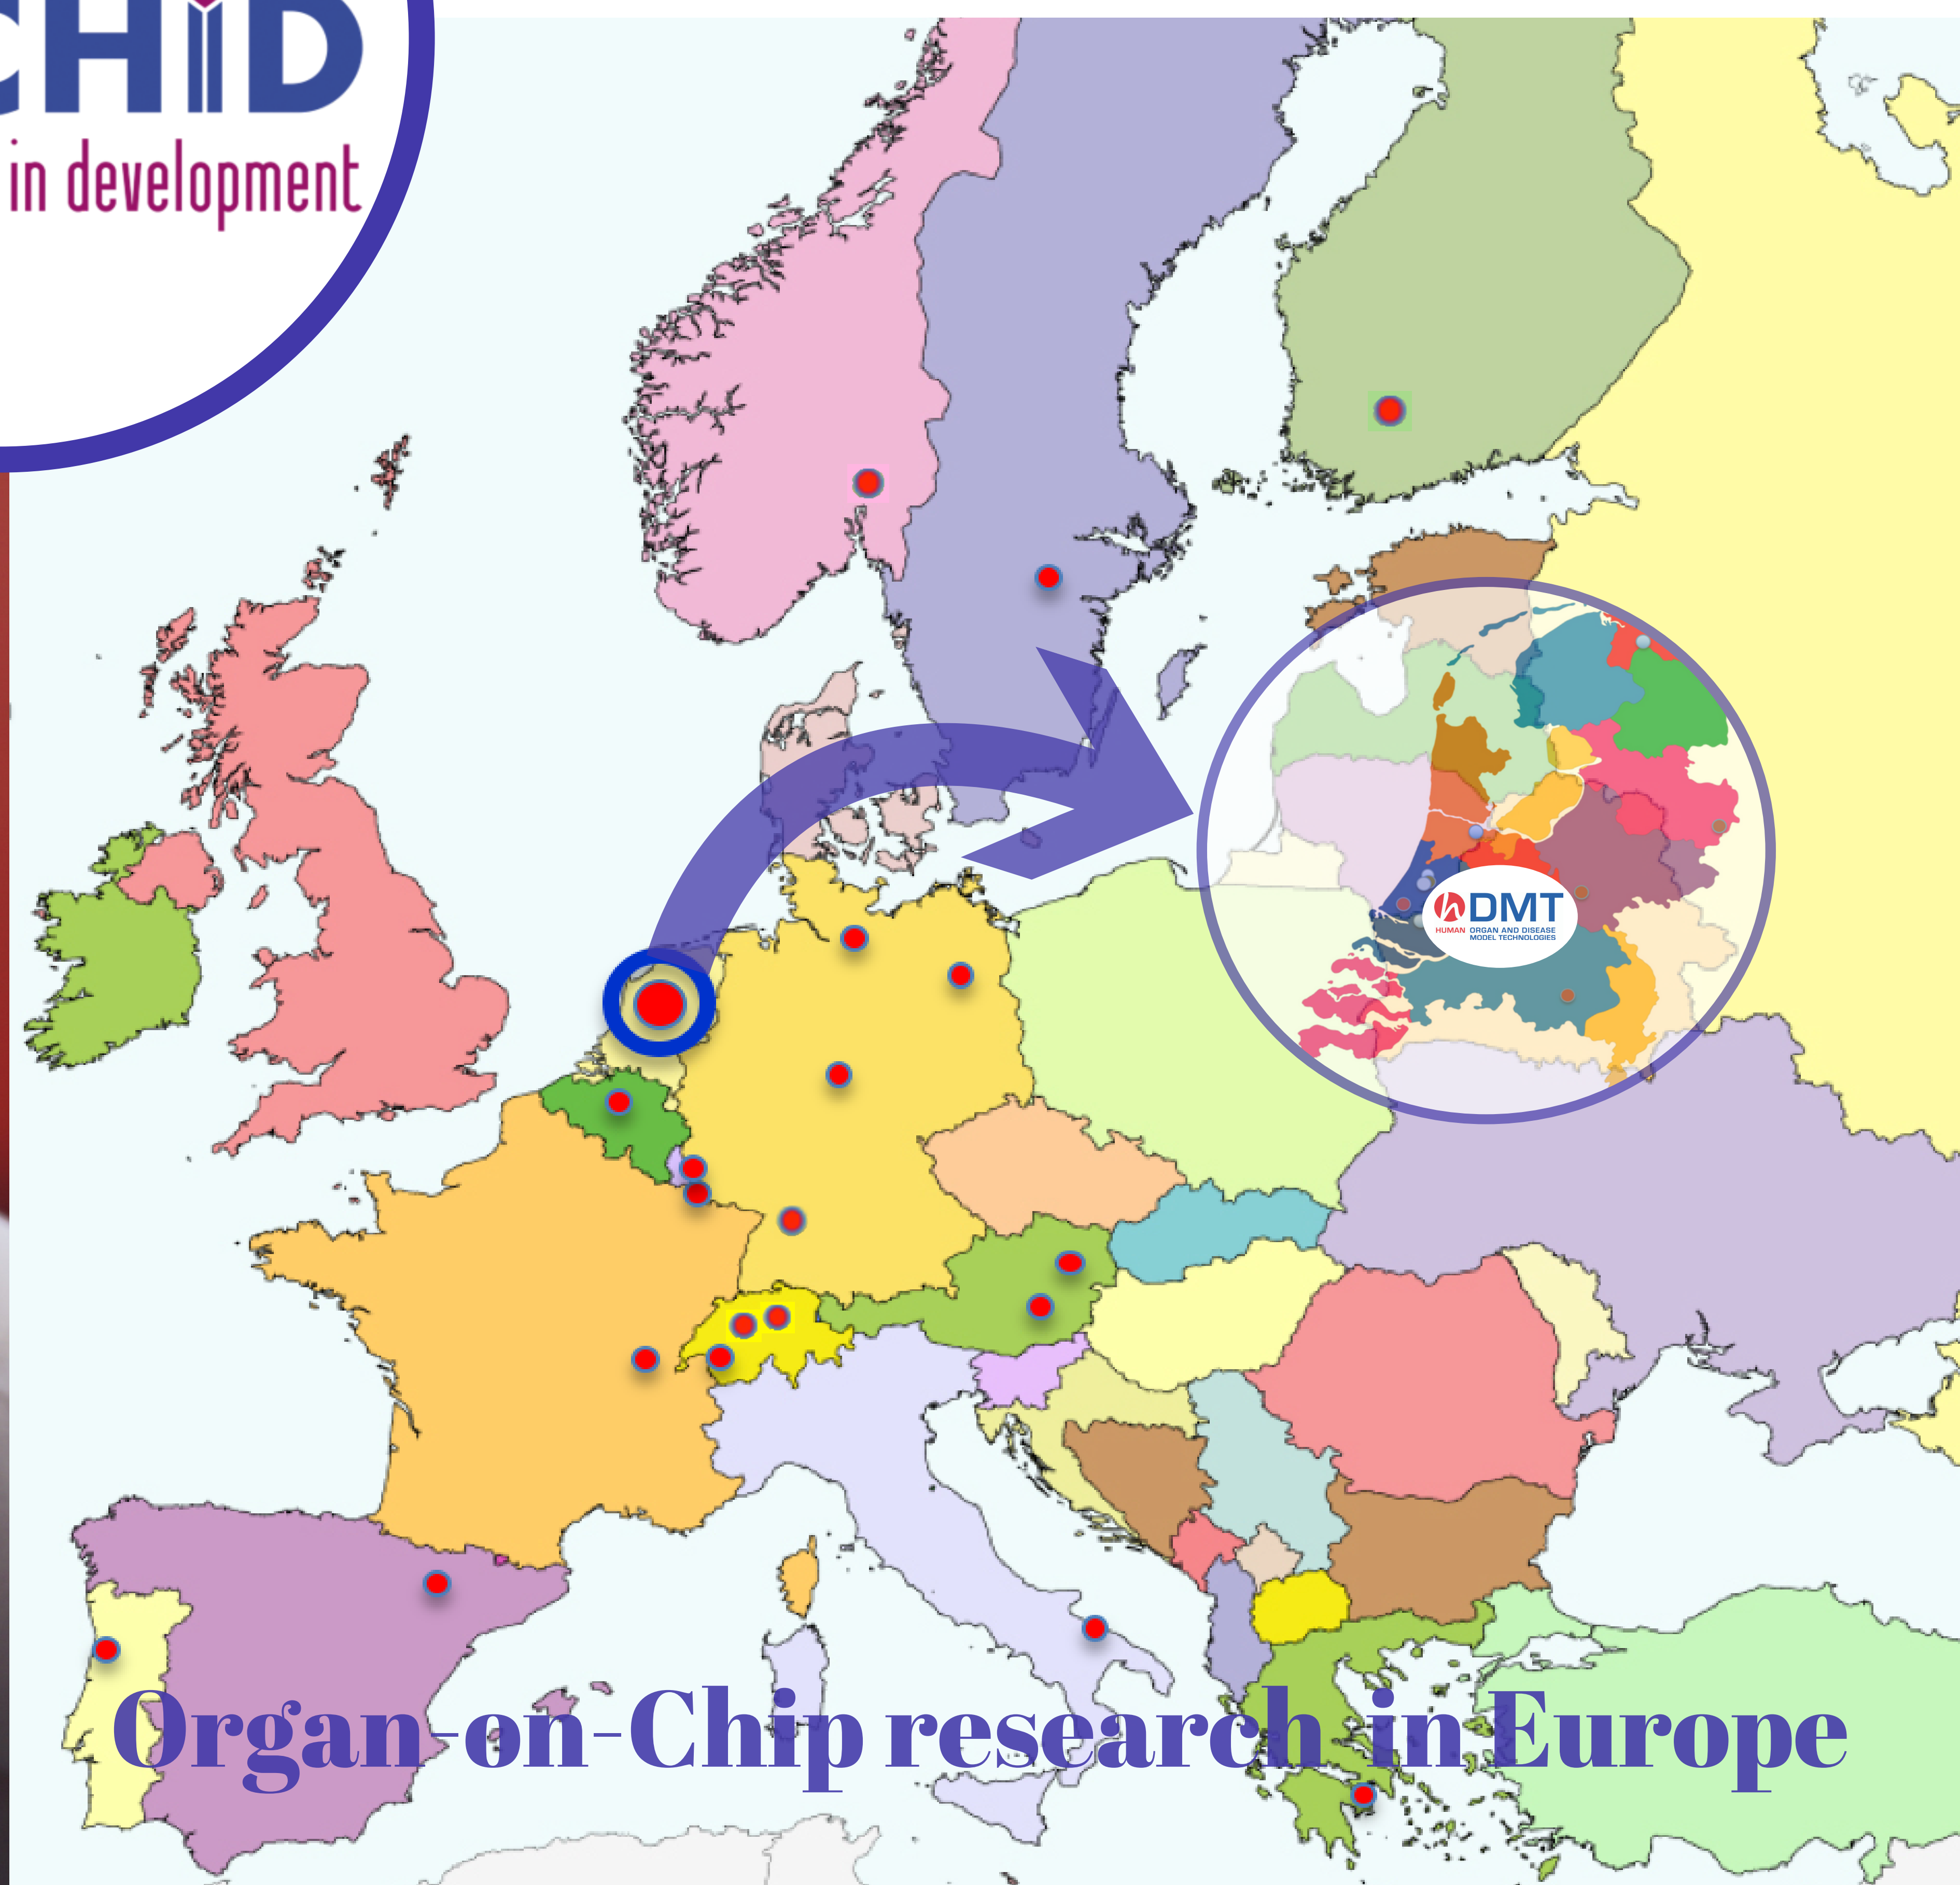 CHiD
in development
hDMT
HUMAN ORGAN AND DISEASE
MODEL TECHNOLOGIES
Organ-on-Chip research in Europe